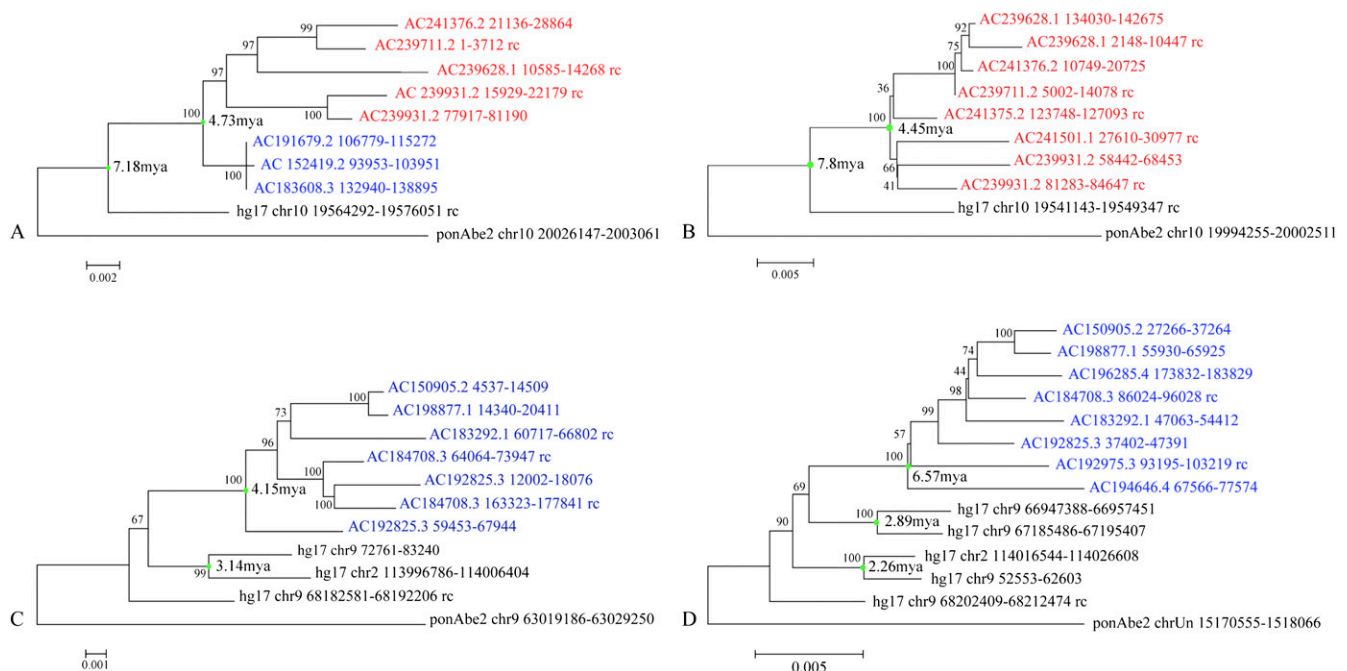 99
AC241376.2 21136-28864
97
AC239711.2 1-3712 rc
97
AC239628.1 10585-14268 rc
AC 239931.2 15929-22179 rc
100
100
AC239931.2 77917-81190
4.73mya
AC191679.2 106779-115272
7.18mya
AC 152419.2 93953-103951
100
AC183608.3 132940-138895
hg17 chr10 19564292-19576051 rc
A
ponAbe2 chr10 20026147-2003061
0.002
92
AC239628.1 134030-142675
75
AC239628.1 2148-10447 rc
100
AC241376.2 10749-20725
36
AC239711.2 5002-14078 rc
100
AC241375.2 123748-127093 rc
4.45mya
AC241501.1 27610-30977 rc
7.8mya
66
AC239931.2 58442-68453
41
AC239931.2 81283-84647 rc
hg17 chr10 19541143-19549347 rc
B
ponAbe2 chr10 19994255-20002511
0.005
100
AC150905.2 4537-14509
73
AC198877.1 14340-20411
96
AC183292.1 60717-66802 rc
100
AC184708.3 64064-73947 rc
100
AC192825.3 12002-18076
4.15mya
100
AC184708.3 163323-177841 rc
67
AC192825.3 59453-67944
hg17 chr9 72761-83240
3.14mya
99
hg17 chr2 113996786-114006404
hg17 chr9 68182581-68192206 rc
C
ponAbe2 chr9 63019186-63029250
0.001
100
AC150905.2 27266-37264
74
AC198877.1 55930-65925
44
AC196285.4 173832-183829
98
AC184708.3 86024-96028 rc
99
AC183292.1 47063-54412
57
AC192825.3 37402-47391
100
AC192975.3 93195-103219 rc
6.57mya
69
AC194646.4 67566-77574
100
hg17 chr9 66947388-66957451
90
2.89mya
hg17 chr9 67185486-67195407
100
hg17 chr2 114016544-114026608
2.26mya
hg17 chr9 52553-62603
hg17 chr9 68202409-68212474 rc
D
ponAbe2 chrUn 15170555-1518066
0.005